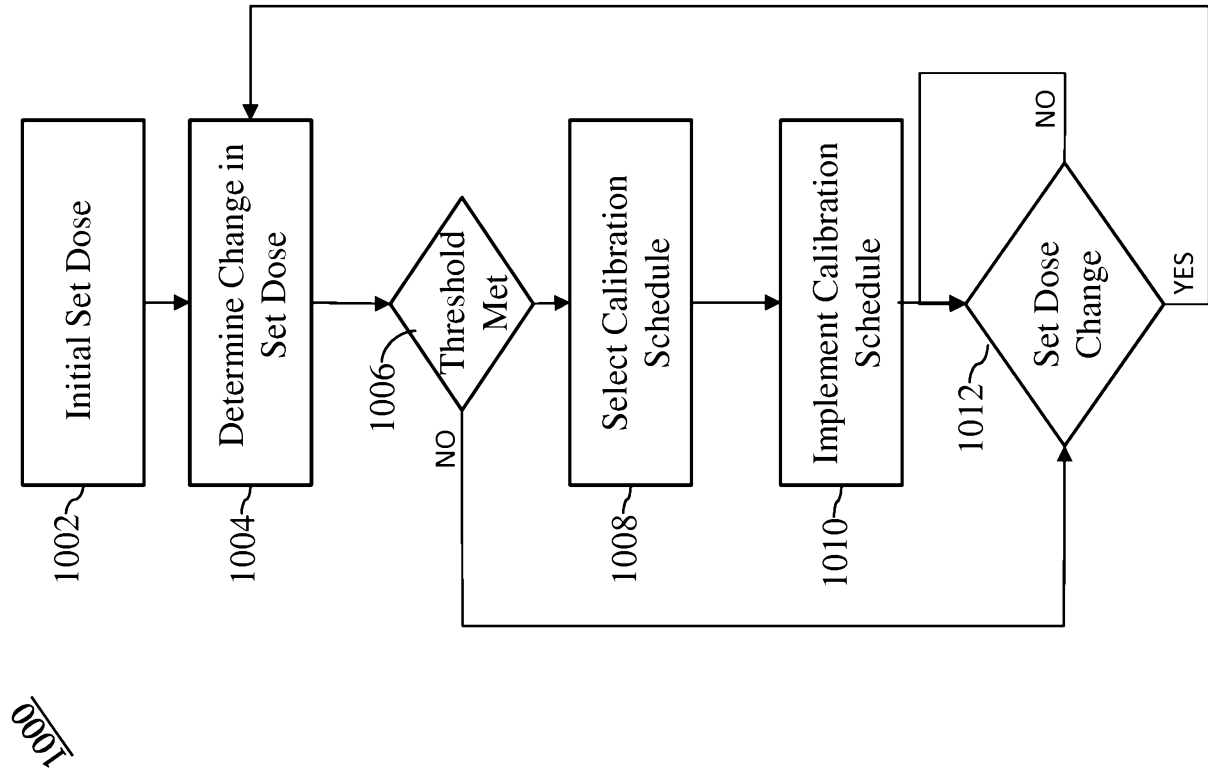 1000
1002
Initial Set Dose
1004
Determine Change in
Set Dose
1006
Threshold
Met
NO
1008
Select Calibration
Schedule
1010
Implement Calibration
Schedule
1012
Set Dose
Change
NO
YES